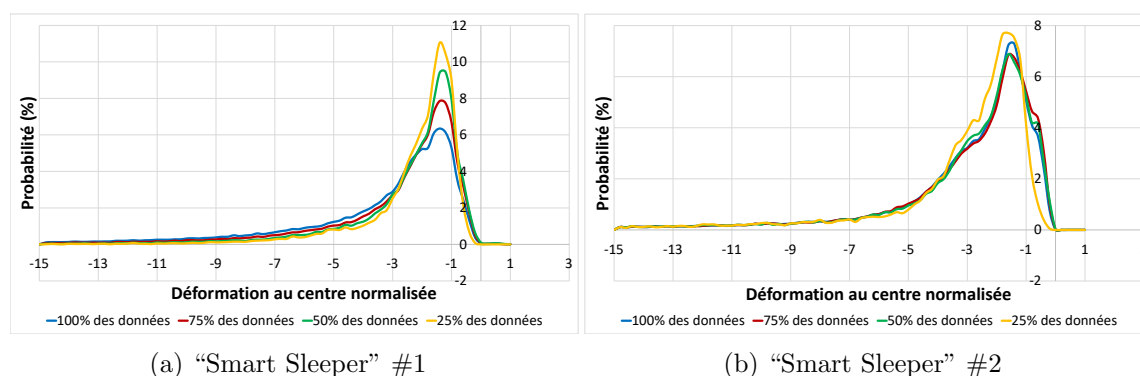 12
10
8
6
4
2
0
-2
-15 -13 -11 -9 -7 -5 -3 -1 1 3
Probabilité (%)
Déformation au centre normalisée
100% des données 75% des données 50% des données 25% des données
(a) “Smart Sleeper” #1
8
6
4
2
0
-2
-15 -13 -11 -9 -7 -5 -3 -1 1
Probabilité (%)
Déformation au centre normalisée
100% des données 75% des données 50% des données 25% des données
(b) “Smart Sleeper” #2